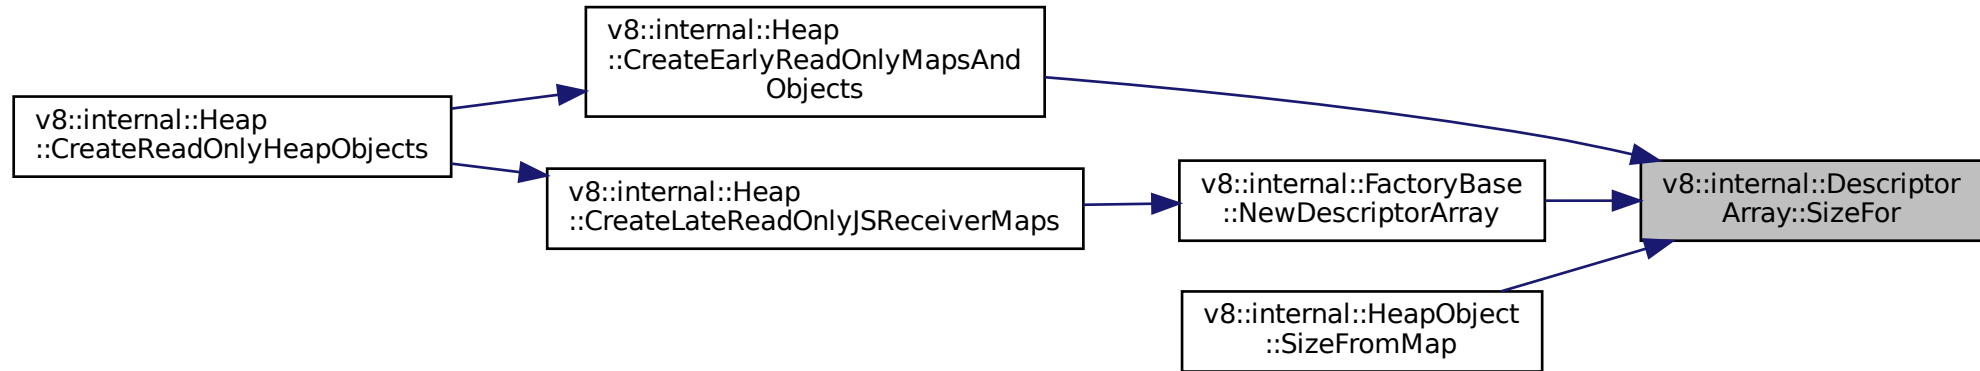 v8::internal::Heap
::CreateReadOnlyHeapObjects
v8::internal::Heap
::CreateEarlyReadOnlyMapsAnd
Objects
v8::internal::Heap
::CreateLateReadOnlyJSReceiverMaps
v8::internal::FactoryBase
::NewDescriptorArray
v8::internal::HeapObject
::SizeFromMap
v8::internal::Descriptor
Array::SizeFor